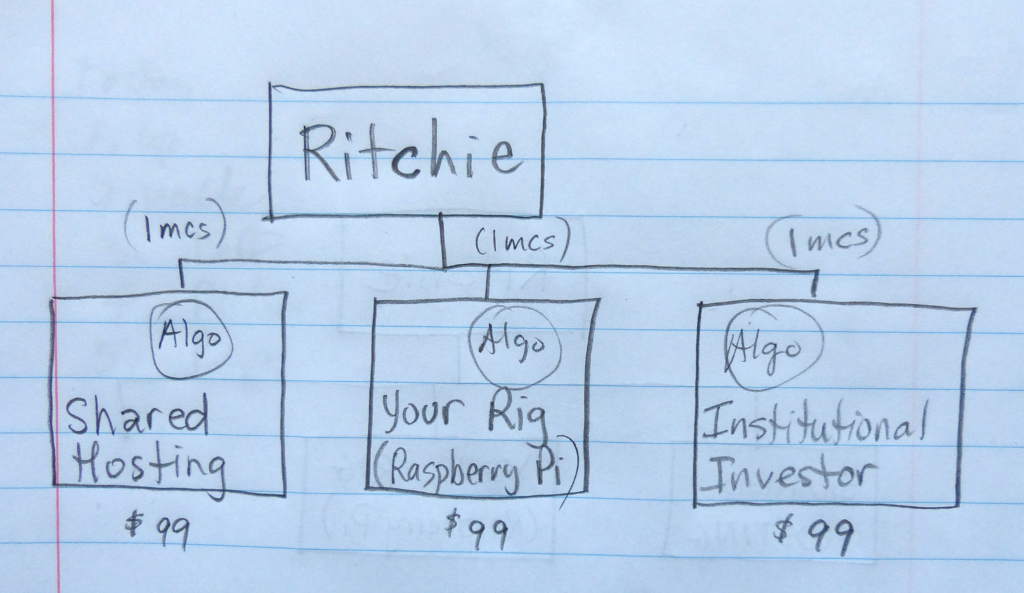 Ritchie
(1mcs)
(1mcs)
(1mcs)
Algo
Shared
Hosting
$99
Algo
Your Rig
(Raspberry Pi)
$99
Algo
Institutional
Investor
$99